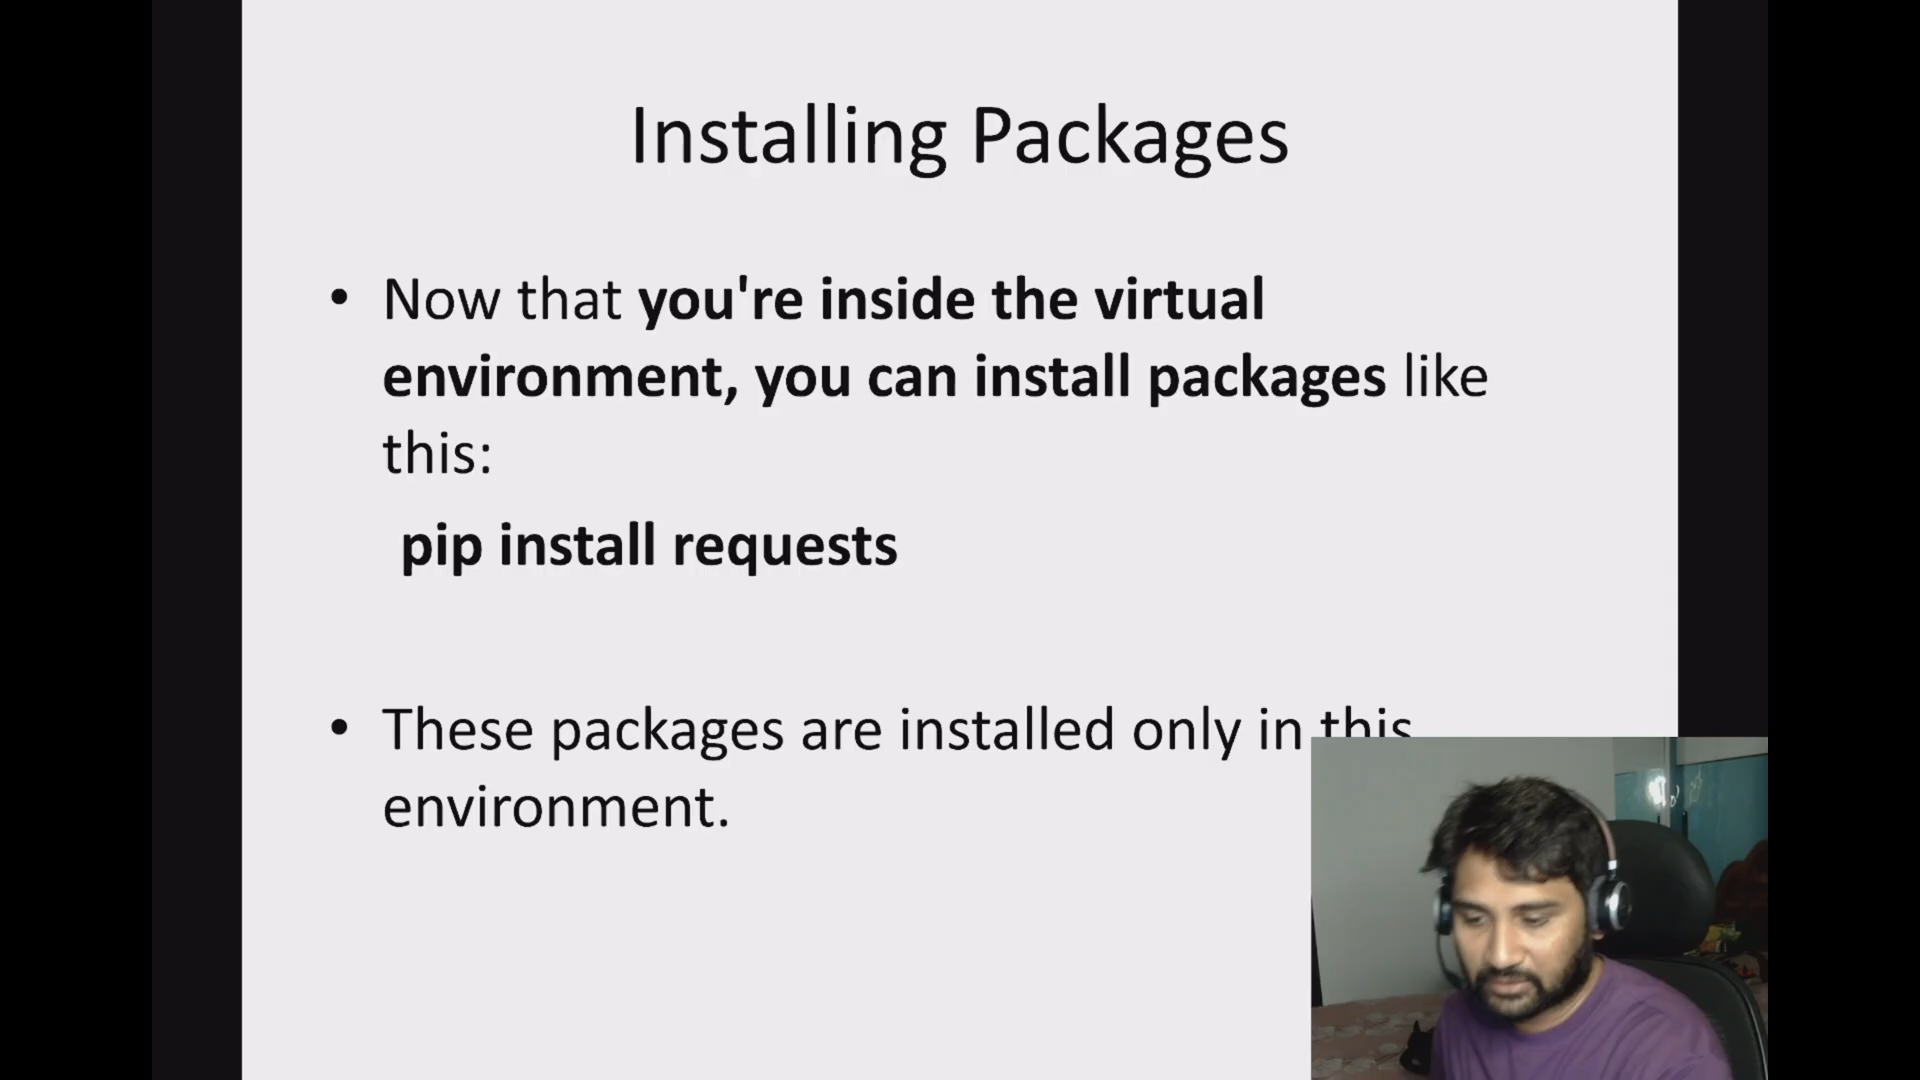 Installing Packages
• Now that you're inside the virtual
environment, you can install packages like
this:
pip install requests
• These packages are installed only in this
environment.